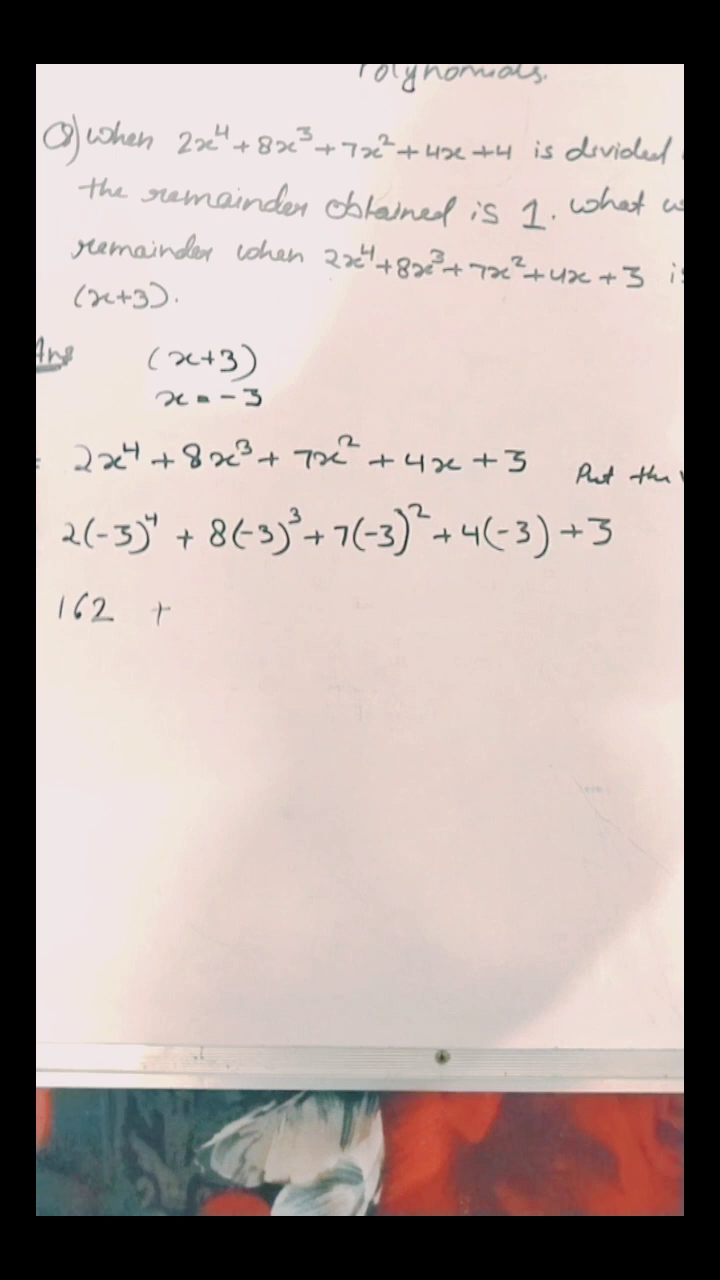 Polynomials.
Q) when 2x⁴ + 8x³ + 7x² + 4x + 4 is divided
the remainder obtained is 1. what
remainder when 2x⁴ + 8x³ + 7x² + 4x + 3
(x+3).
Ans (x+3)
x = -3
= 2x⁴ + 8x³ + 7x² + 4x + 3 Put the
2(-3)⁴ + 8(-3)³ + 7(-3)² + 4(-3) + 3
162 +